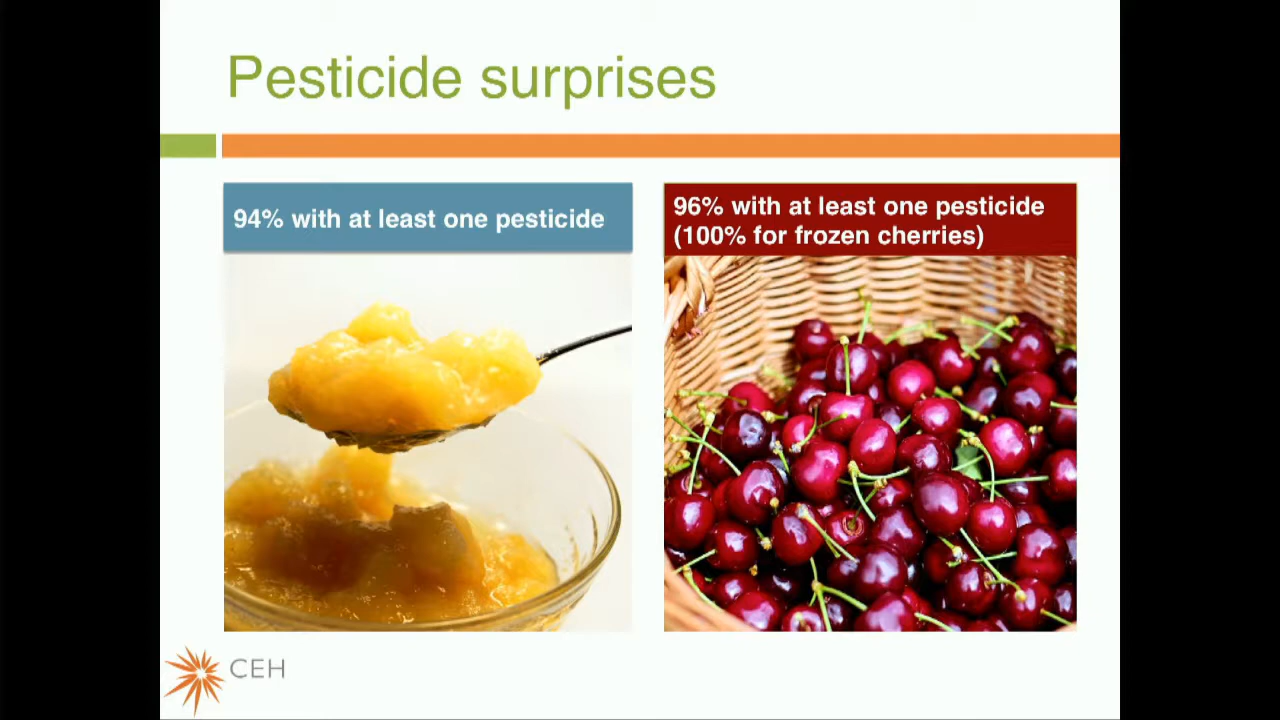 Pesticide surprises
94% with at least one pesticide
96% with at least one pesticide
(100% for frozen cherries)
CEH